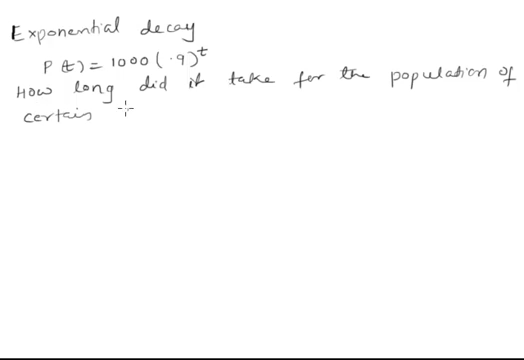 Exponential decay
P(t) = 1000(.9)^t
How long did it take for the population of
certain